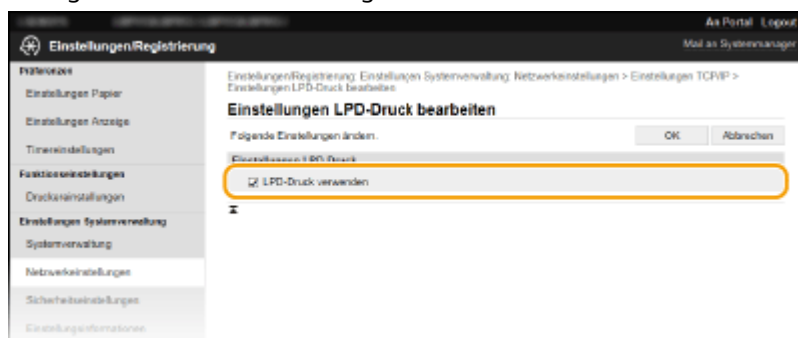 An Portal Logout
Einstellungen/Registrierung
Mail an Systemmanager
Präferenzen
Einstellungen Papier
Einstellungen Anzeige
Timereinstellungen
Funktionseinstellungen
Druckereinstellungen
Einstellungen Systemverwaltung
Systemverwaltung
Netzwerkeinstellungen
Sicherheitseinstellungen
Einstellungsinformationen
Einstellungen/Registrierung: Einstellungen Systemverwaltung: Netzwerkeinstellungen > Einstellungen TCP/IP >
Einstellungen LPD-Druck bearbeiten
Einstellungen LPD-Druck bearbeiten
Folgende Einstellungen ändern.
OK Abbrechen
Einstellungen LPD-Druck
LPD-Druck verwenden